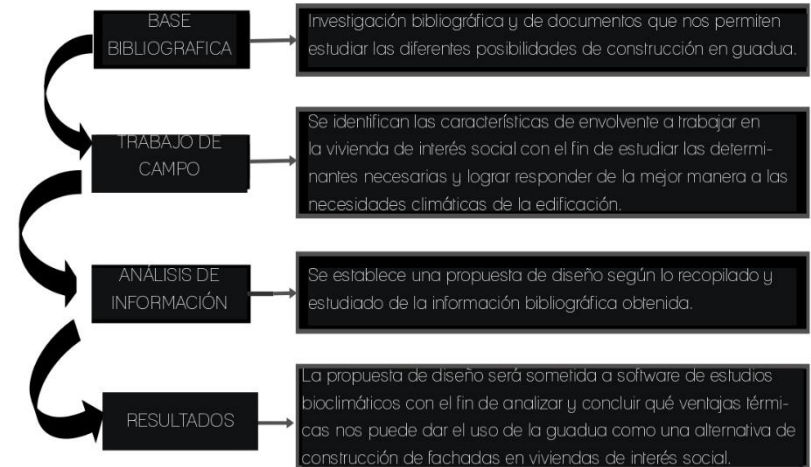 BASE
BIBLIOGRAFICA
Investigación bibliográfica y de documentos que nos permiten
estudiar las diferentes posibilidades de construcción en guadua.
TRABAJO DE
CAMPO
Se identifican las características de envolvente a trabajar en
la vivienda de interés social con el fin de estudiar las determi-
nantes necesarias y lograr responder de la mejor manera a las
necesidades climáticas de la edificación.
ANÁLISIS DE
INFORMACIÓN
Se establece una propuesta de diseño según lo recopilado y
estudiado de la información bibliográfica obtenida.
RESULTADOS
La propuesta de diseño será sometida a software de estudios
bioclimáticos con el fin de analizar y concluir qué ventajas térmi-
cas nos puede dar el uso de la guadua como una alternativa de
construcción de fachadas en viviendas de interés social.